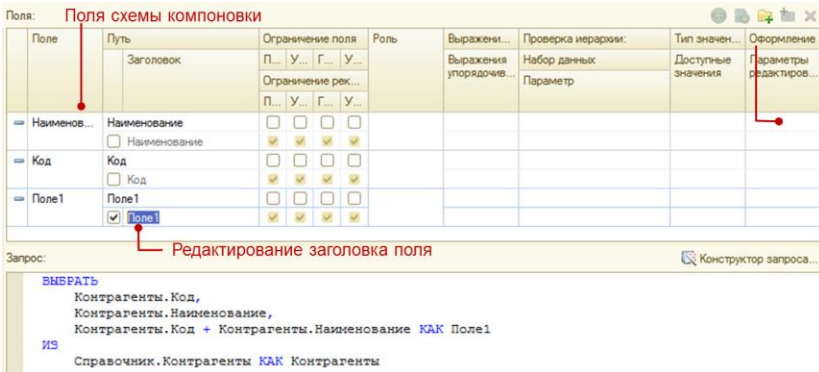 Поля: Поля схемы компоновки
Поле Путь Ограничение поля Роль Выражени... Проверка иерархии: Тип значен... Оформление
Заголовок П... У... Г... У... Выражения упорядочив... Набор данных Доступные значения Параметры редактиров...
Ограничение рек... Параметр
П... У... Г... У...
Наименов... Наименование
Наименование
Код Код
Код
Поле1 Поле1
Поле1
Редактирование заголовка поля
Запрос: Конструктор запроса...
ВЫБРАТЬ
Контрагенты.Код,
Контрагенты.Наименование,
Контрагенты.Код + Контрагенты.Наименование КАК Поле1
ИЗ
Справочник.Контрагенты КАК Контрагенты